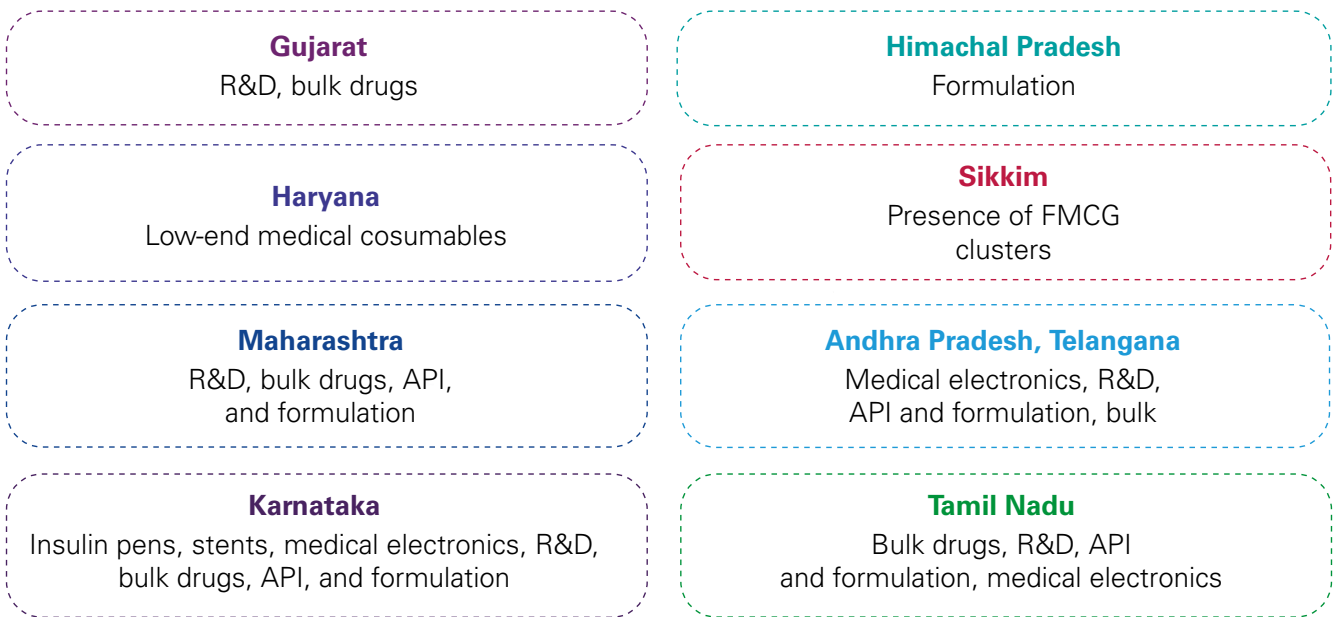 Gujarat
R&D, bulk drugs
Himachal Pradesh
Formulation
Haryana
Low-end medical cosumables
Sikkim
Presence of FMCG
clusters
Maharashtra
R&D, bulk drugs, API,
and formulation
Andhra Pradesh, Telangana
Medical electronics, R&D,
API and formulation, bulk
Karnataka
Insulin pens, stents, medical electronics, R&D,
bulk drugs, API, and formulation
Tamil Nadu
Bulk drugs, R&D, API
and formulation, medical electronics